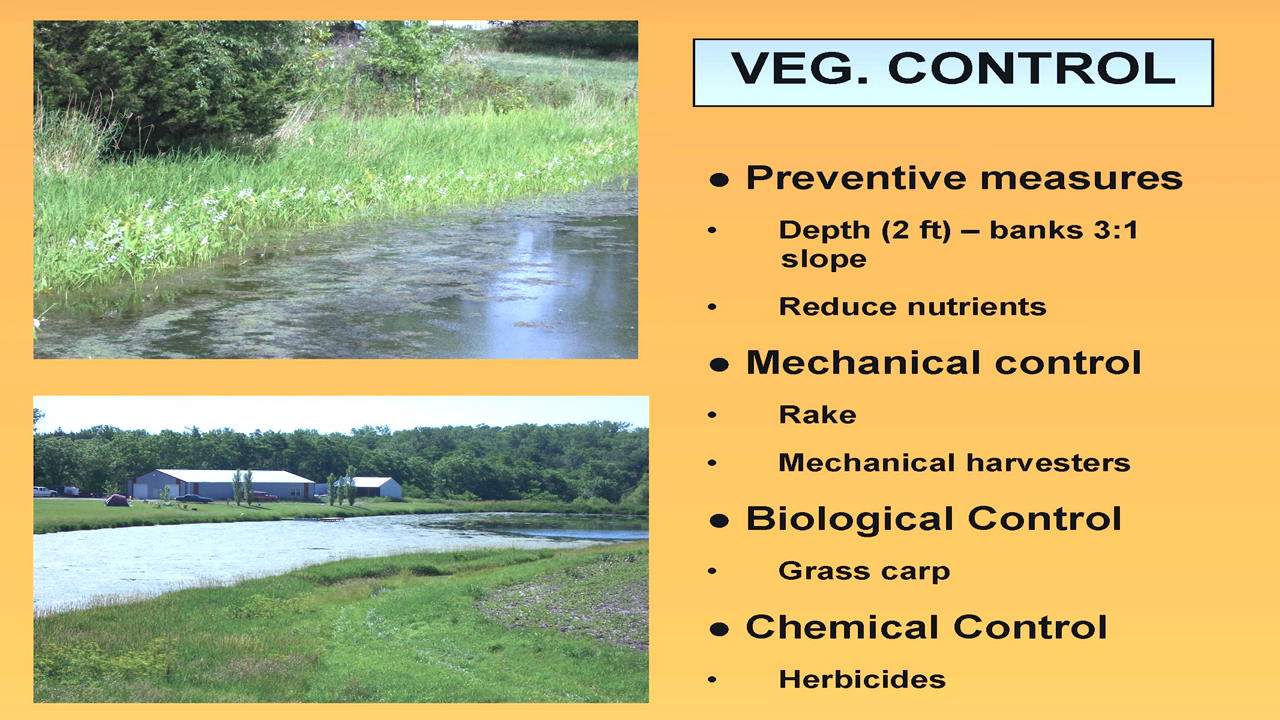 VEG. CONTROL
● Preventive measures
• Depth (2 ft) – banks 3:1
slope
• Reduce nutrients
● Mechanical control
• Rake
• Mechanical harvesters
● Biological Control
• Grass carp
● Chemical Control
• Herbicides